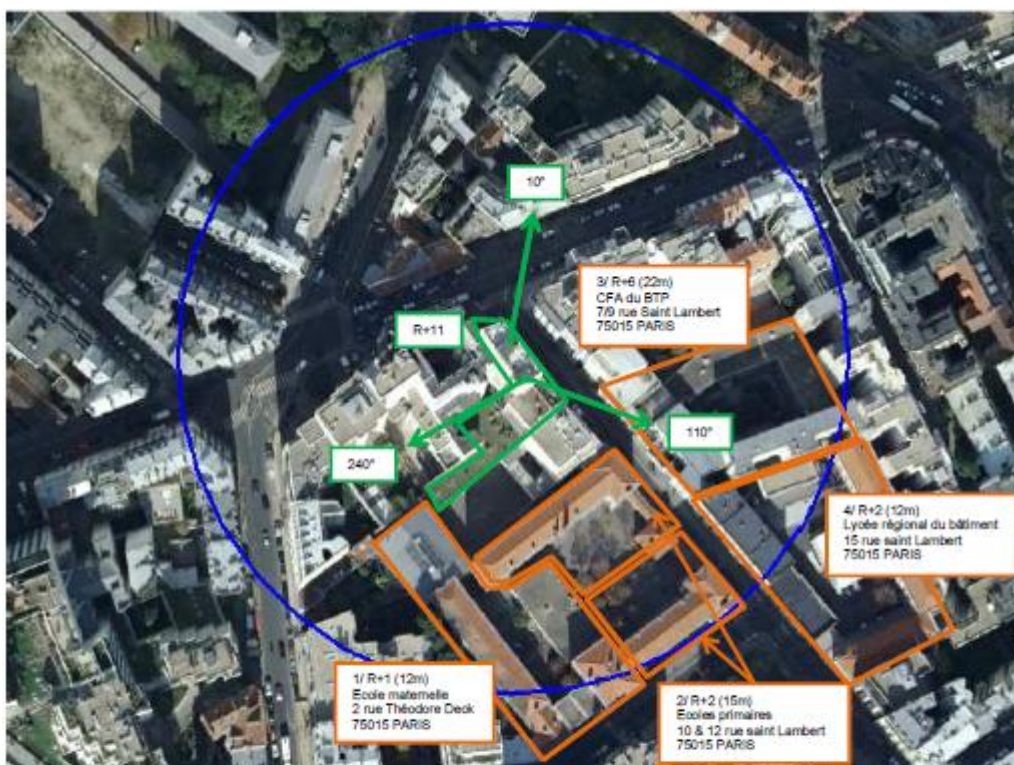 10°
3/ R+6 (22m)
CFA du BTP
7/9 rue Saint Lambert
75015 PARIS
R+11
110°
240°
4/ R+2 (12m)
Lycée régional du bâtiment
15 rue saint Lambert
75015 PARIS
1/ R+1 (12m)
Ecole maternelle
2 rue Théodore Deck
75015 PARIS
2/ R+2 (15m)
Ecoles primaires
10 & 12 rue saint Lambert
75015 PARIS